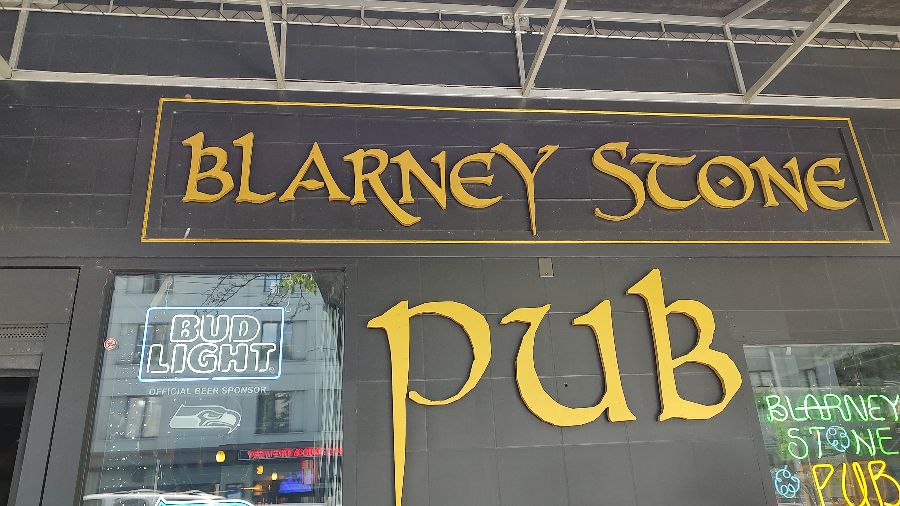 BLARNEY STONE
PUB
BUD
LIGHT
OFFICIAL BEER SPONSOR
BLARNEY
STONE
PUB